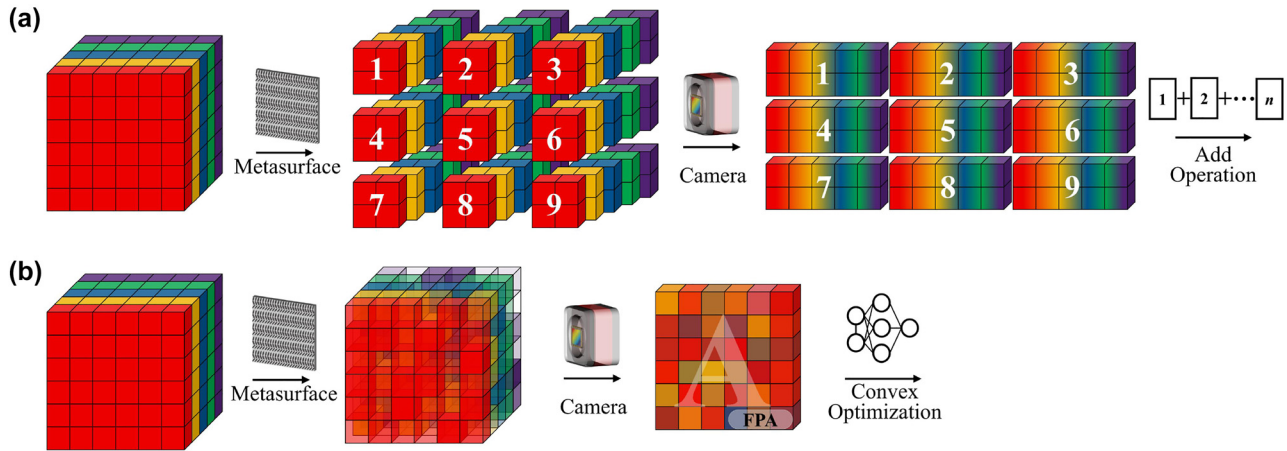 (a)
1 2 3
4 5 6
7 8 9
Metasurface
Camera
1 2 3
4 5 6
7 8 9
1 + 2 + ··· n
Add
Operation
(b)
Metasurface
Camera
A
FPA
Convex
Optimization